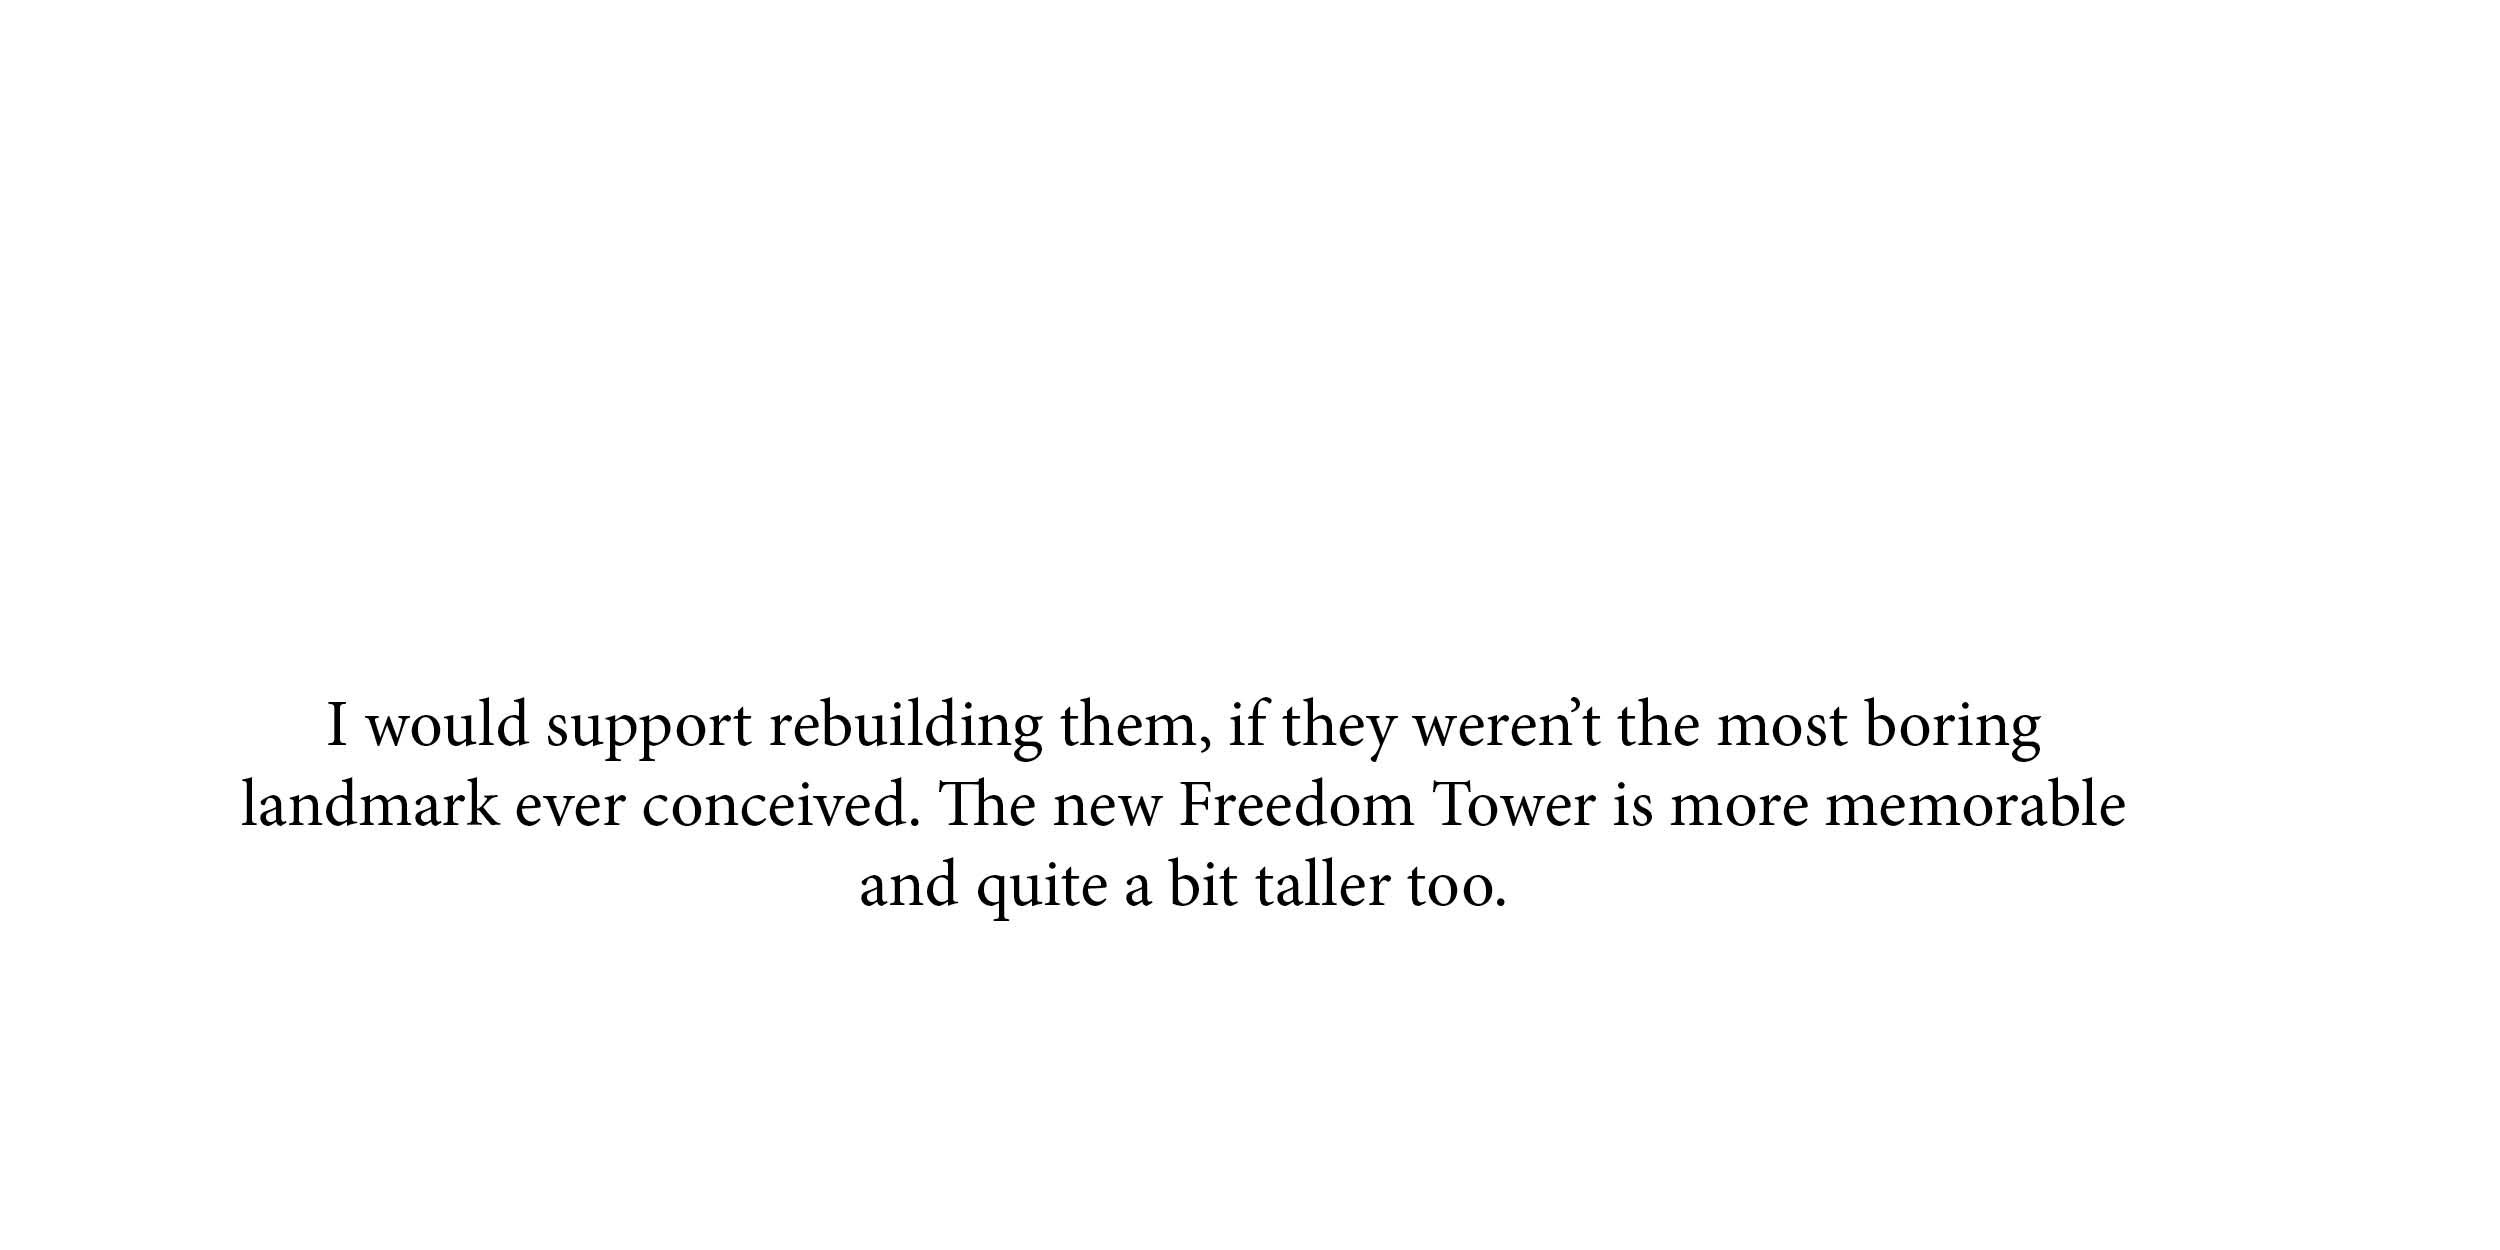 I would support rebuilding them, if they weren’t the most boring
landmark ever conceived. The new Freedom Tower is more memorable
and quite a bit taller too.